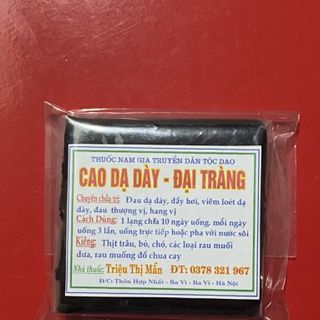 THUỐC NAM GIA TRUYỀN DÂN TỘC DAO
CAO DẠ DÀY - ĐẠI TRÀNG
Chuyên chữa trị: Đau dạ dày, đầy hơi, viêm loét dạ
dày, đau thượng vị, hang vị
Cách Dùng: 1 lạng chia 10 ngày uống. mỗi ngày
uống 3 lần, uống trực tiếp hoặc pha với nước sôi
Kiêng: Thịt trâu, bò, chó, các loại rau muối
dưa, rau muống đồ chua cay
Nhà thuốc: Triệu Thị Mẫn ĐT: 0378 321 967
Đ/C: Thôn Hợp Nhất - Ba Vì - Ba Vì - Hà Nội